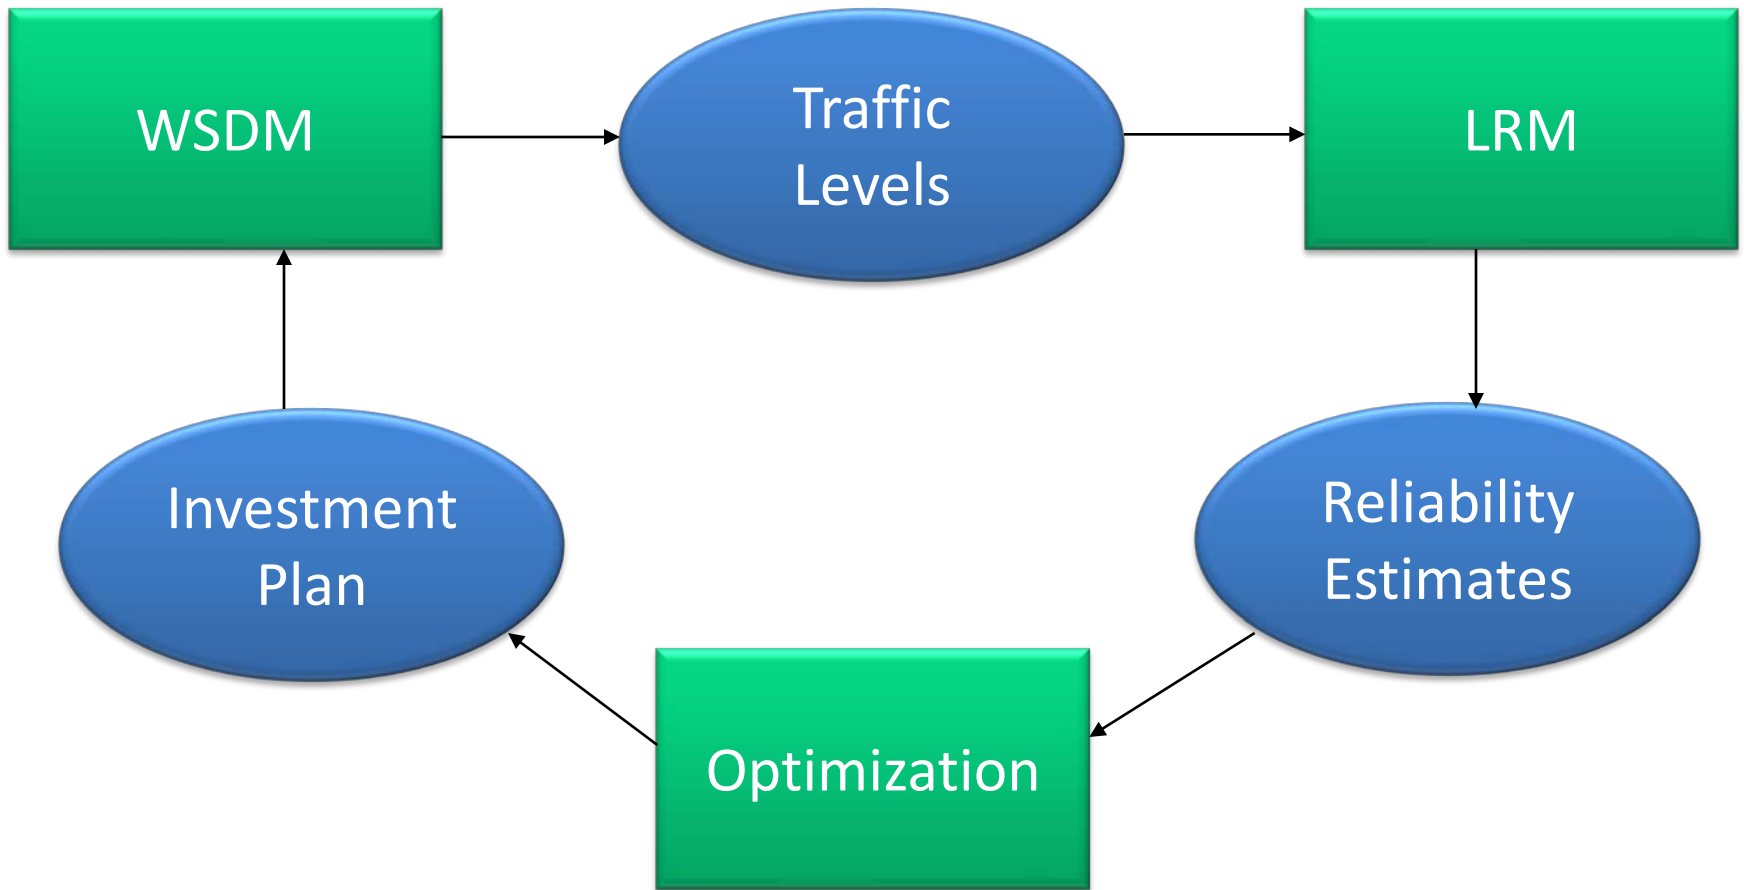 WSDM
Traffic
Levels
LRM
Investment
Plan
Reliability
Estimates
Optimization